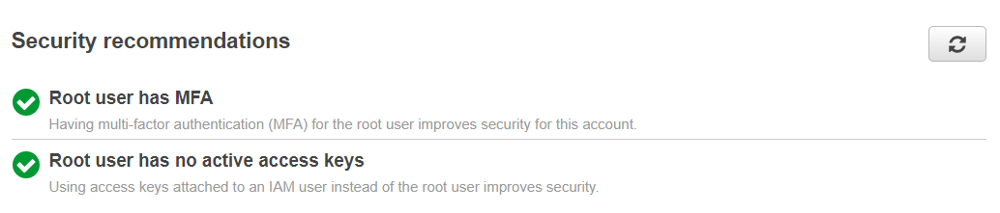 Security recommendations
Root user has MFA
Having multi-factor authentication (MFA) for the root user improves security for this account.
Root user has no active access keys
Using access keys attached to an IAM user instead of the root user improves security.